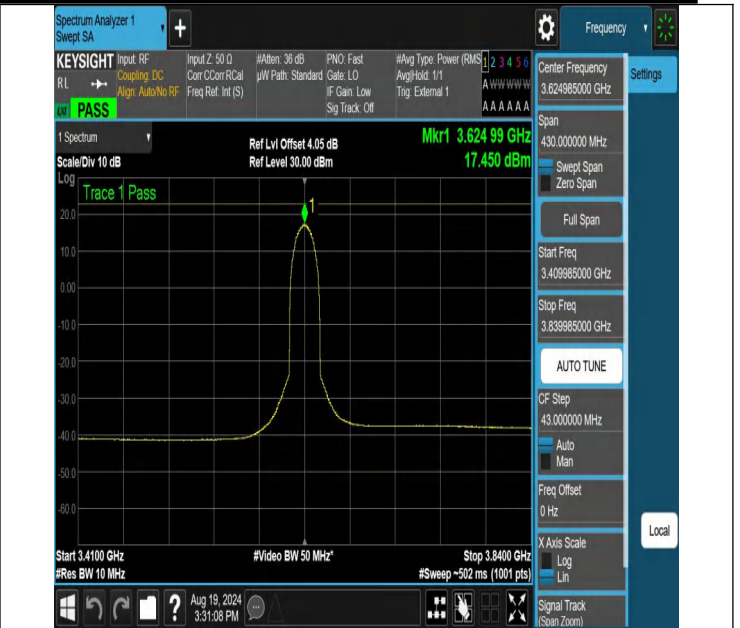 Spectrum Analyzer 1
Swept SA
+
Frequency
KEYSIGHT
RL
PASS
Input: RF
Coupling: DC
Align: Auto/No RF
Input Z: 50 Ω
Corr CCorr RCal
Freq Ref: Int (S)
#Atten: 36 dB
µW Path: Standard
PNO: Fast
Gate: LO
IF Gain: Low
Sig Track: Off
#Avg Type: Power (RMS
Avg|Hold: 1/1
Trig: External 1
1 2 3 4 5 6
A W W W W W
A A A A A A
Center Frequency
3.624985000 GHz
Settings
1 Spectrum
Scale/Div 10 dB
Ref Lvl Offset 4.05 dB
Ref Level 30.00 dBm
Mkr1 3.624 99 GHz
17.450 dBm
Log
Trace 1 Pass
1
20.0
10.0
0.00
-10.0
-20.0
-30.0
-40.0
-50.0
-60.0
Start 3.4100 GHz
#Res BW 10 MHz
#Video BW 50 MHz*
Stop 3.8400 GHz
#Sweep ~502 ms (1001 pts)
Span
430.000000 MHz
Swept Span
Zero Span
Full Span
Start Freq
3.409985000 GHz
Stop Freq
3.839985000 GHz
AUTO TUNE
CF Step
43.000000 MHz
Auto
Man
Freq Offset
0 Hz
X Axis Scale
Log
Lin
Local
Signal Track
(Span Zoom)
?
Aug 19, 2024
3:31:08 PM